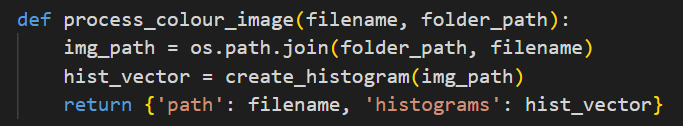 def process_colour_image(filename, folder_path):
    img_path = os.path.join(folder_path, filename)
    hist_vector = create_histogram(img_path)
    return {'path': filename, 'histograms': hist_vector}